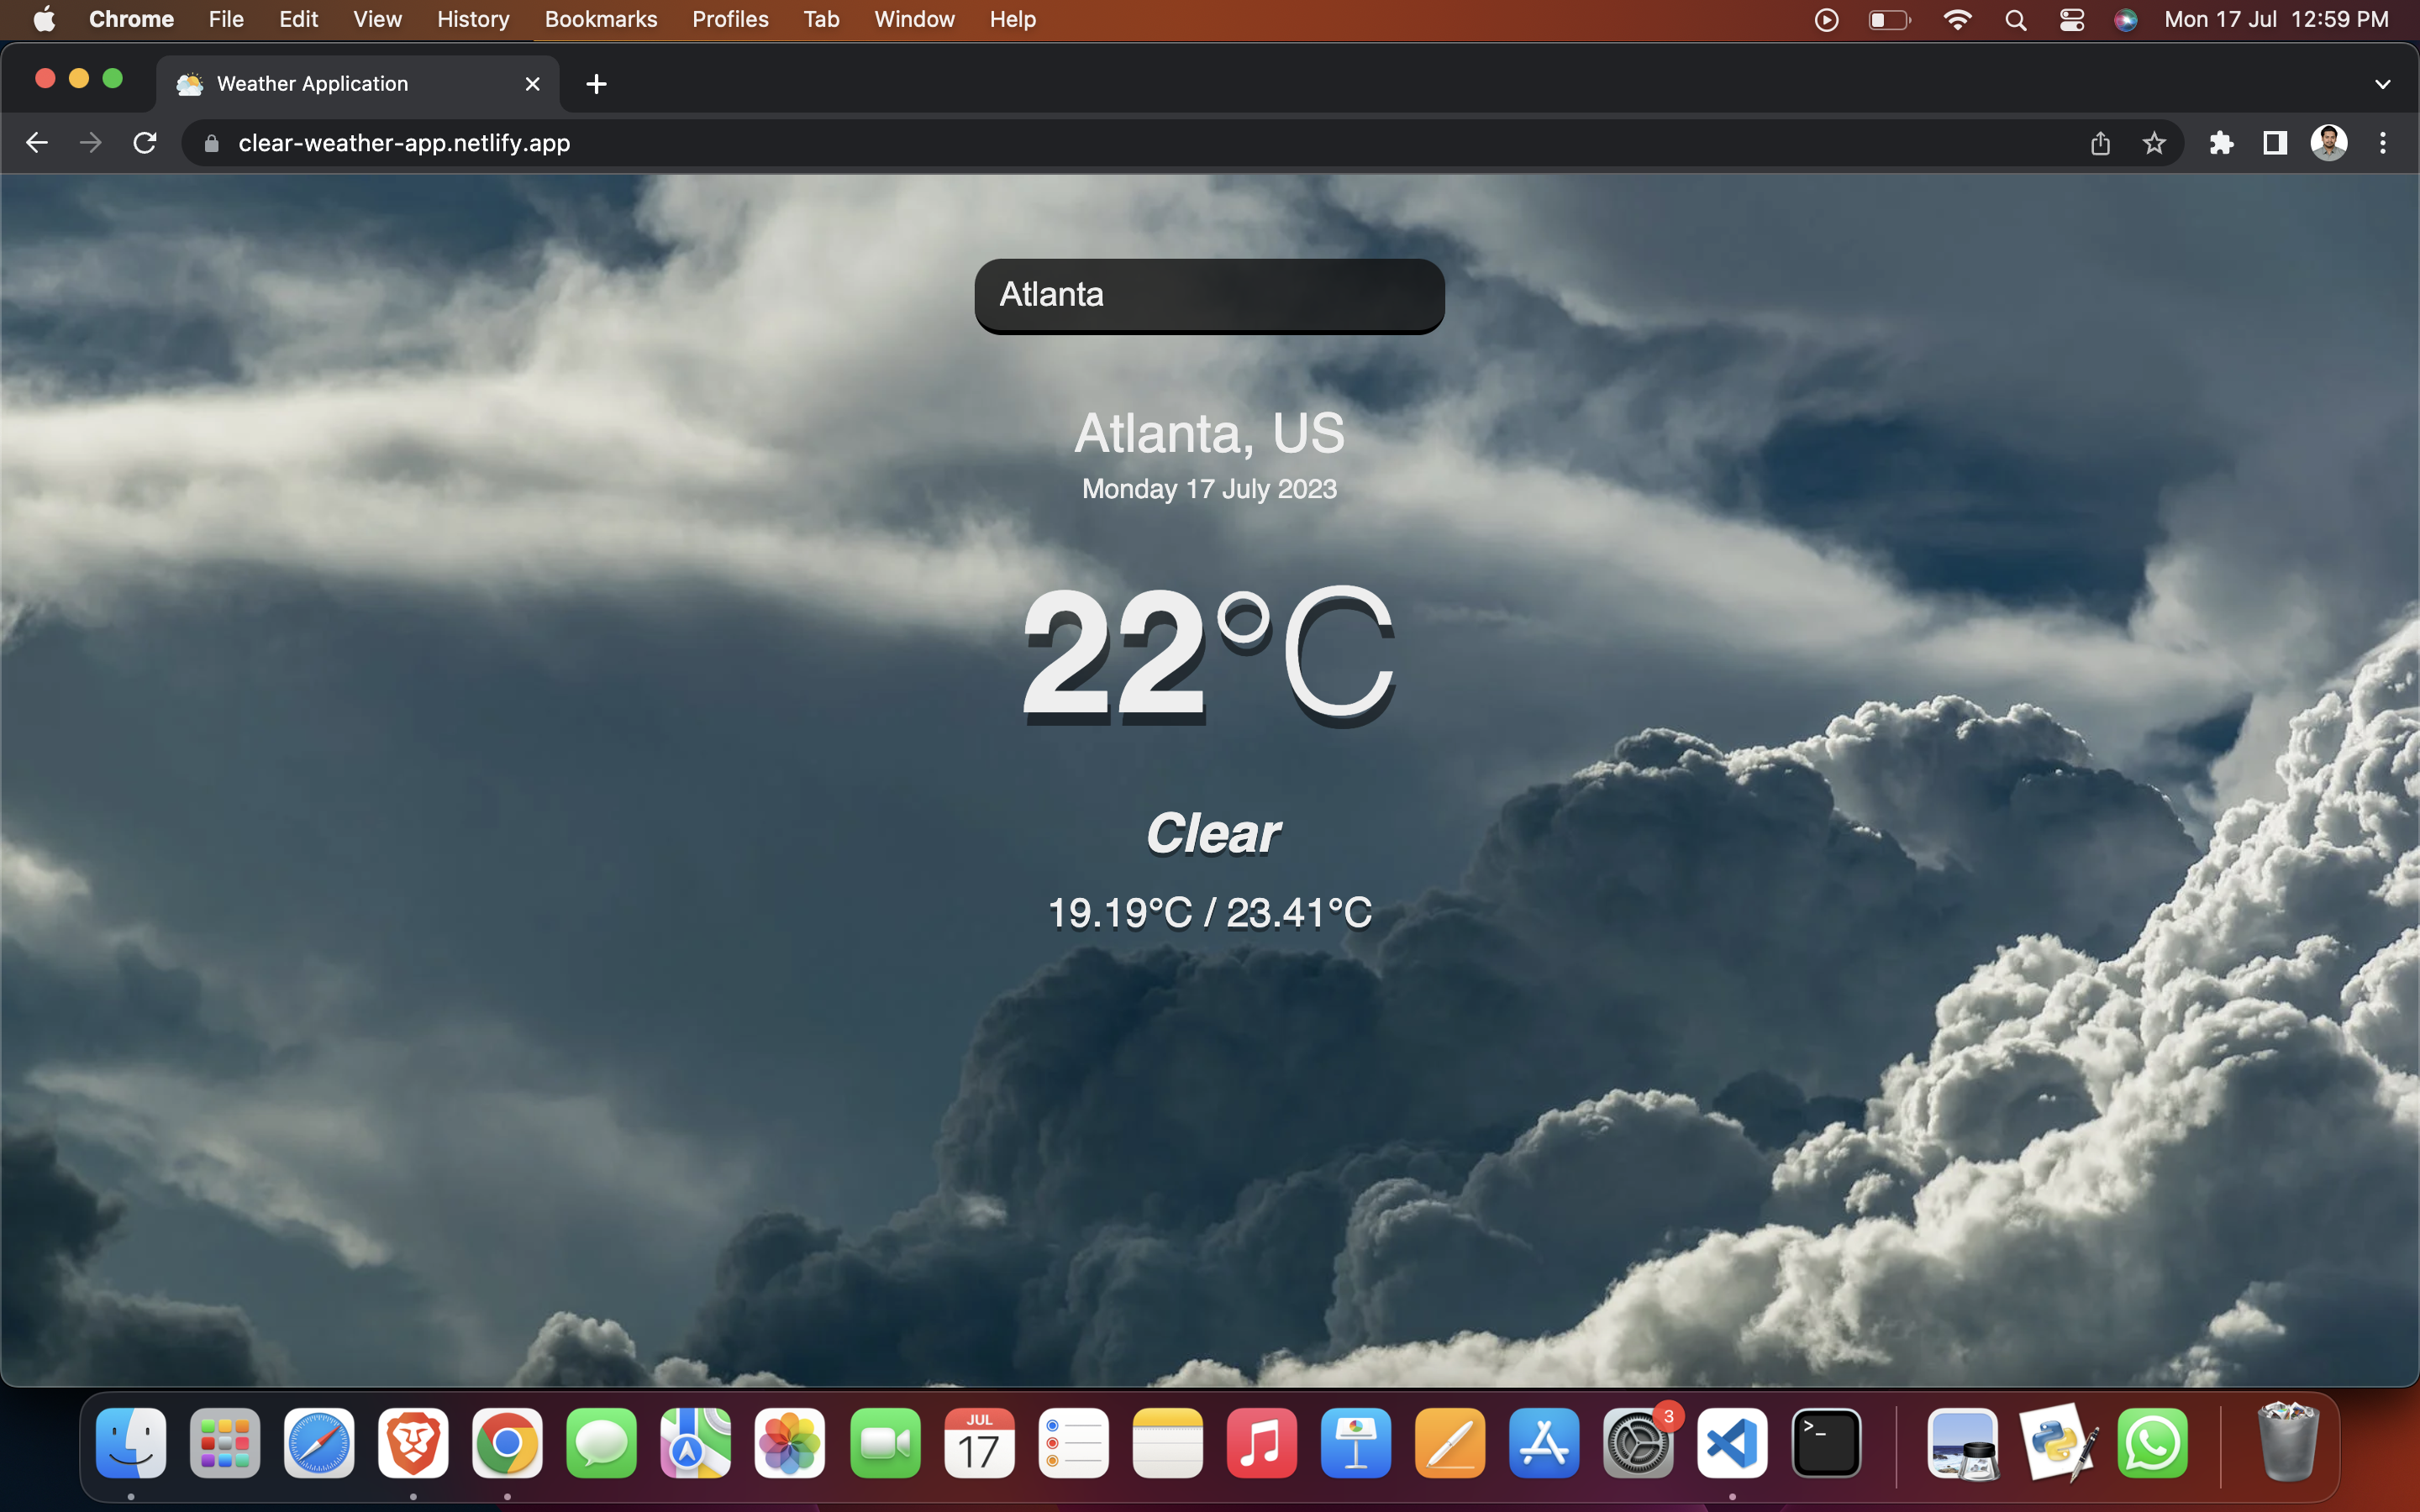 Chrome File Edit View History Bookmarks Profiles Tab Window Help Mon 17 Jul 12:59 PM
Weather Application
clear-weather-app.netlify.app
Atlanta
Atlanta, US
Monday 17 July 2023
22°C
Clear
19.19°C / 23.41°C
JUL
17
3
>_